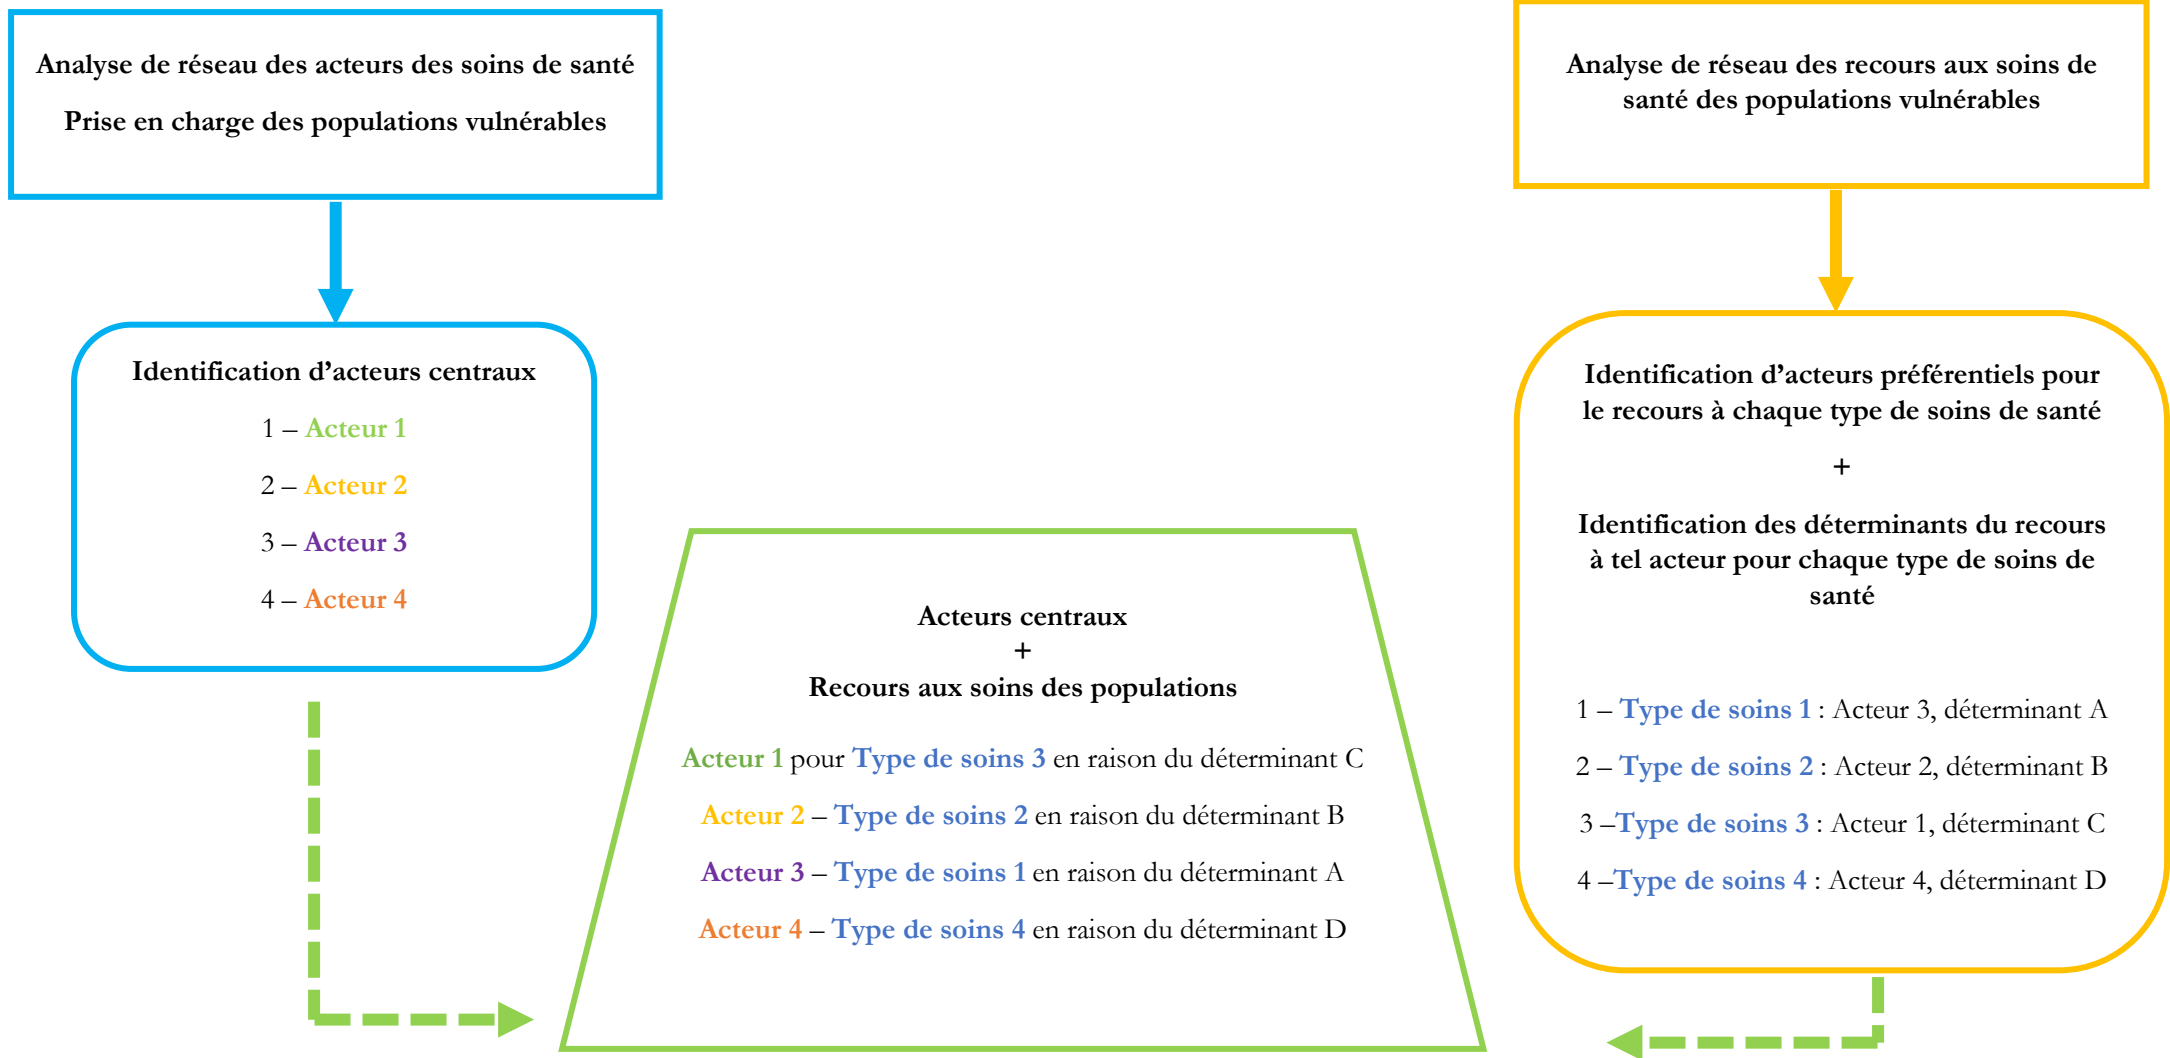 Analyse de réseau des acteurs des soins de santé
Prise en charge des populations vulnérables
Analyse de réseau des recours aux soins de
santé des populations vulnérables
Identification d’acteurs centraux
1 – Acteur 1
2 – Acteur 2
3 – Acteur 3
4 – Acteur 4
Acteurs centraux
+
Recours aux soins des populations
Acteur 1 pour Type de soins 3 en raison du déterminant C
Acteur 2 – Type de soins 2 en raison du déterminant B
Acteur 3 – Type de soins 1 en raison du déterminant A
Acteur 4 – Type de soins 4 en raison du déterminant D
Identification d’acteurs préférentiels pour
le recours à chaque type de soins de santé
+
Identification des déterminants du recours
à tel acteur pour chaque type de soins de
santé
1 – Type de soins 1 : Acteur 3, déterminant A
2 – Type de soins 2 : Acteur 2, déterminant B
3 –Type de soins 3 : Acteur 1, déterminant C
4 –Type de soins 4 : Acteur 4, déterminant D